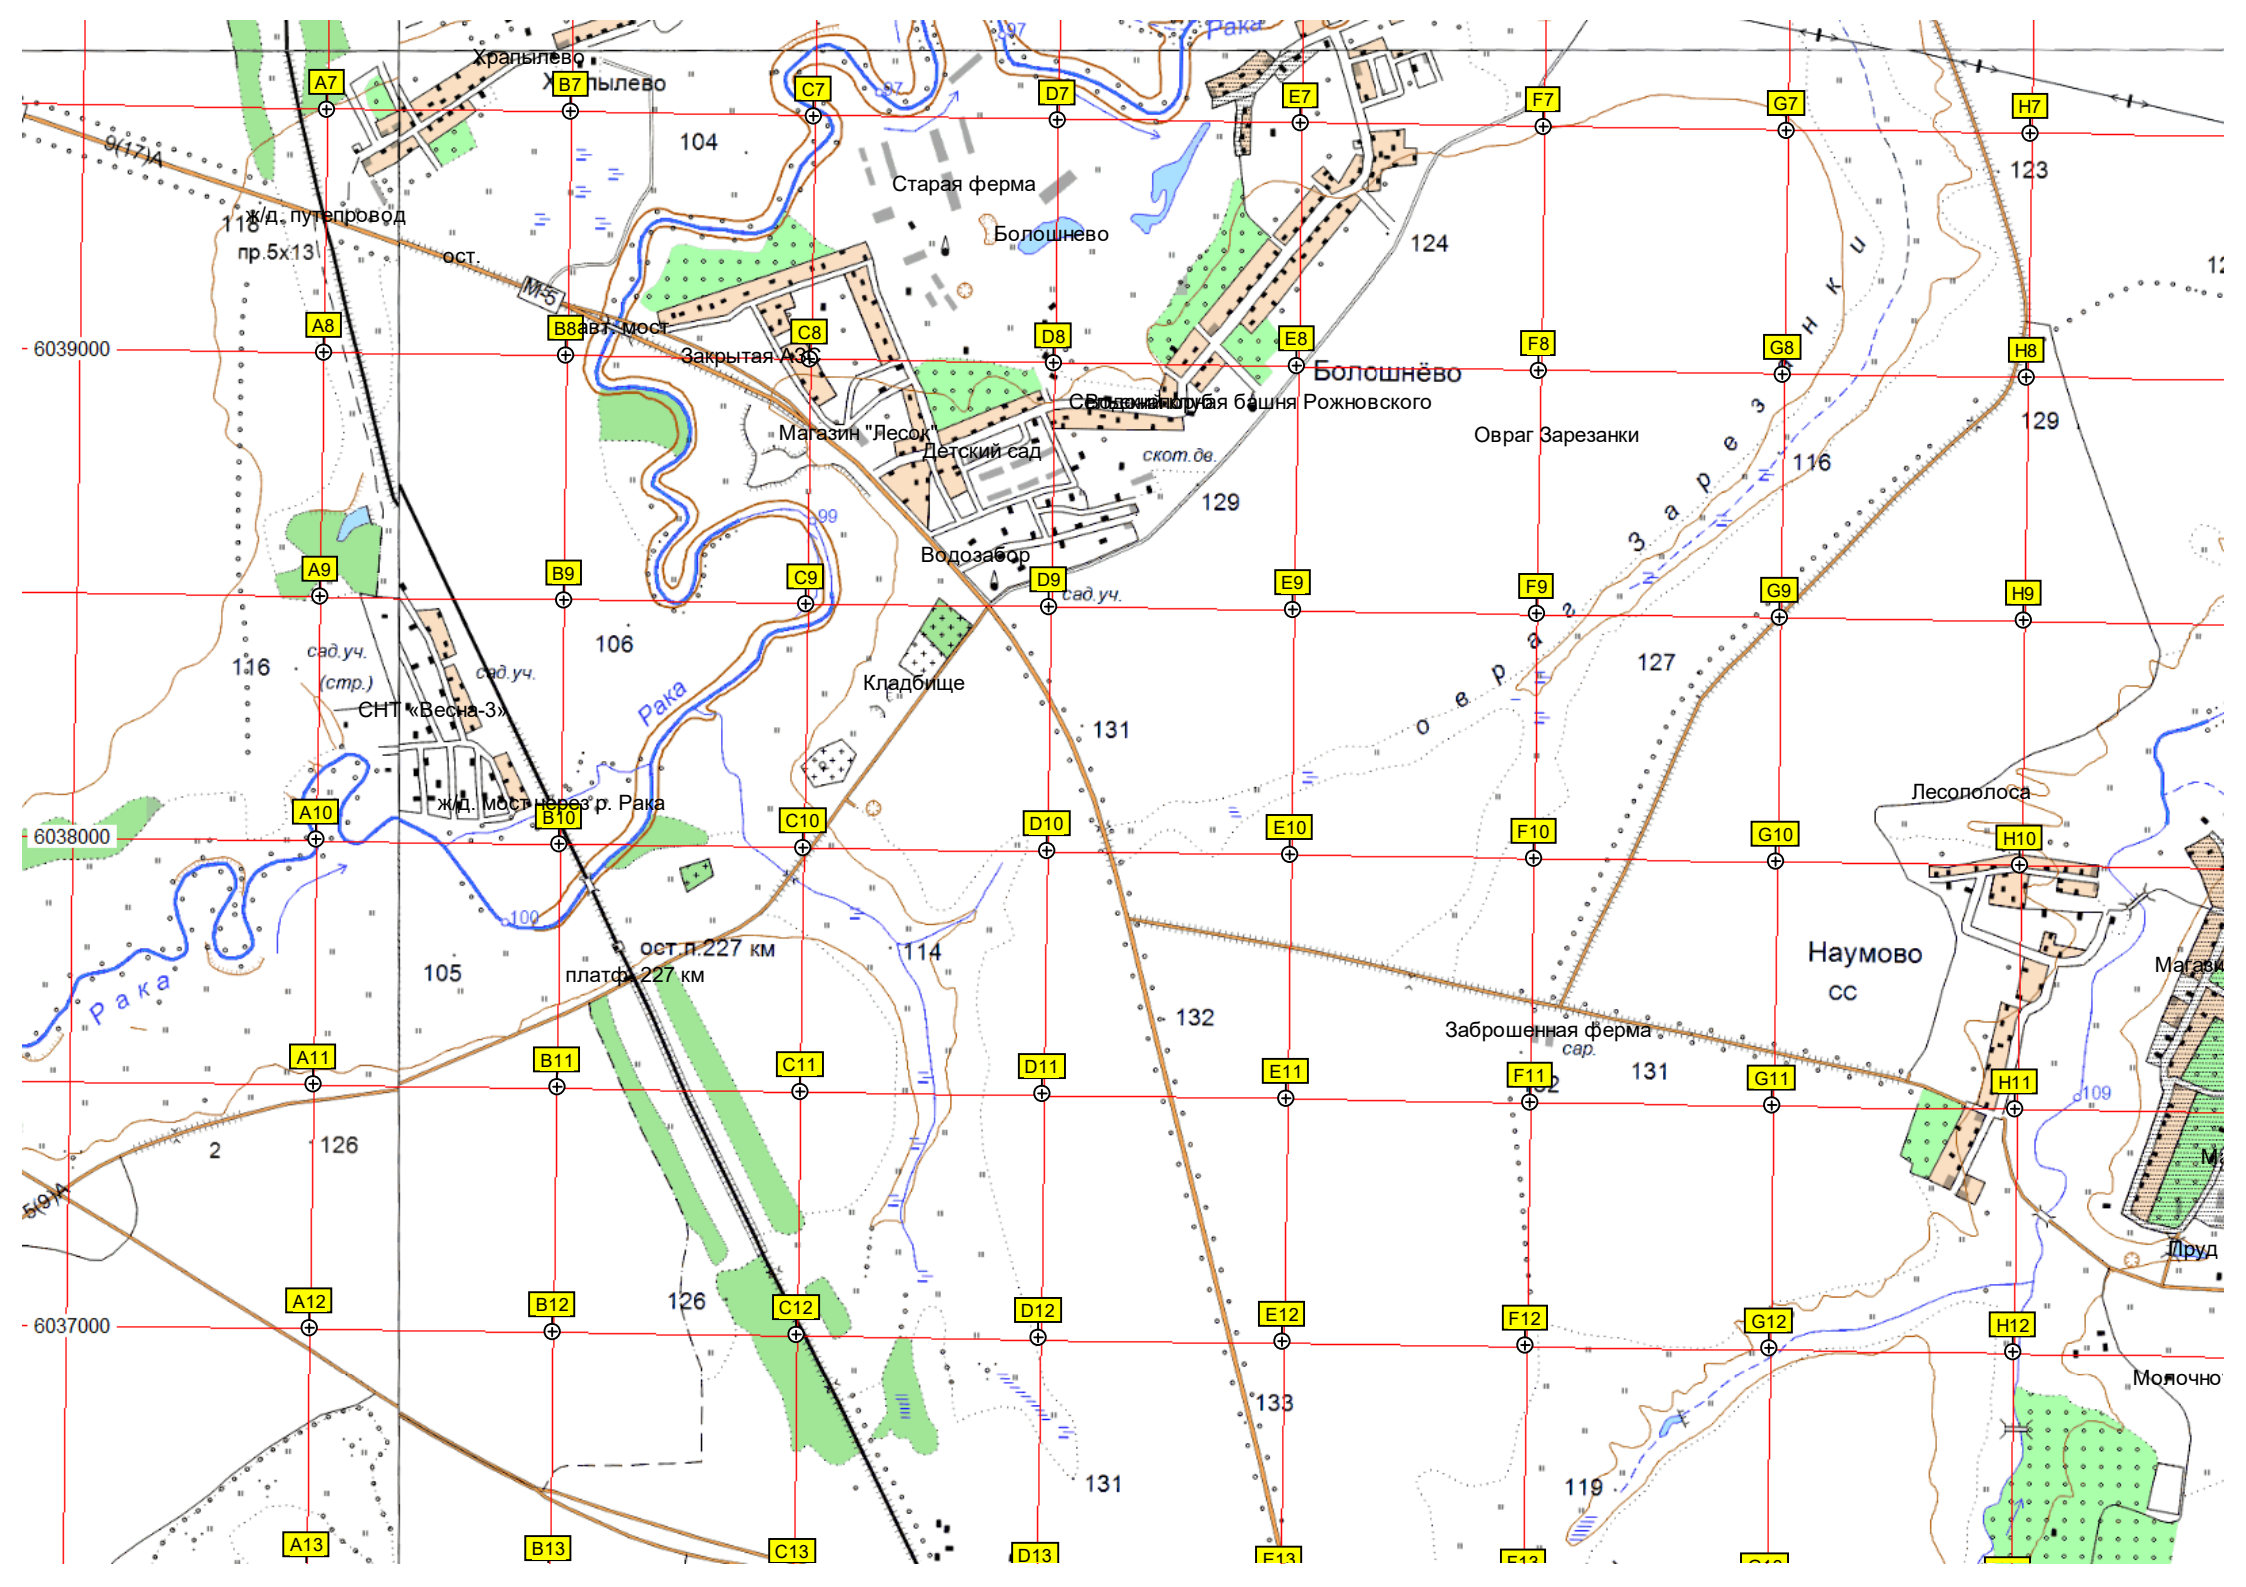 97
Рака
Храпылево
A7
B7
C7
97
D7
E7
F7
G7
H7
9(17)А
104
123
Старая ферма
ж/д. путепровод
118
пр.5х13
ост.
Болошнево
124
М-5
A8
B8
авт. мост
C8
D8
E8
F8
G8
H8
6039000
Закрытая АЗС
Болошнёво
Водонапорная башня Рожновского
129
Магазин "Лесок"
Овраг Зарезанки
Детский сад
скот.дв.
116
129
99
овраг Зарезанки
Водозабор
A9
B9
C9
D9
сад.уч.
E9
F9
G9
H9
106
сад.уч.
116
(стр.)
сад.уч.
127
Кладбище
СНТ «Весна-3»
Рака
131
Лесополоса
ж/д. мост через р. Рака
A10
B10
C10
D10
E10
F10
G10
H10
6038000
100
ост.п.227 км
114
Наумово
сс
105
платф. 227 км
Рака
132
Заброшенная ферма
сар.
A11
B11
C11
D11
E11
F11
131
G11
H11
109
2
126
5(9)А
Пруд
126
A12
B12
C12
D12
E12
F12
G12
H12
6037000
133
131
119
A13
B13
C13
D13
E13
F13